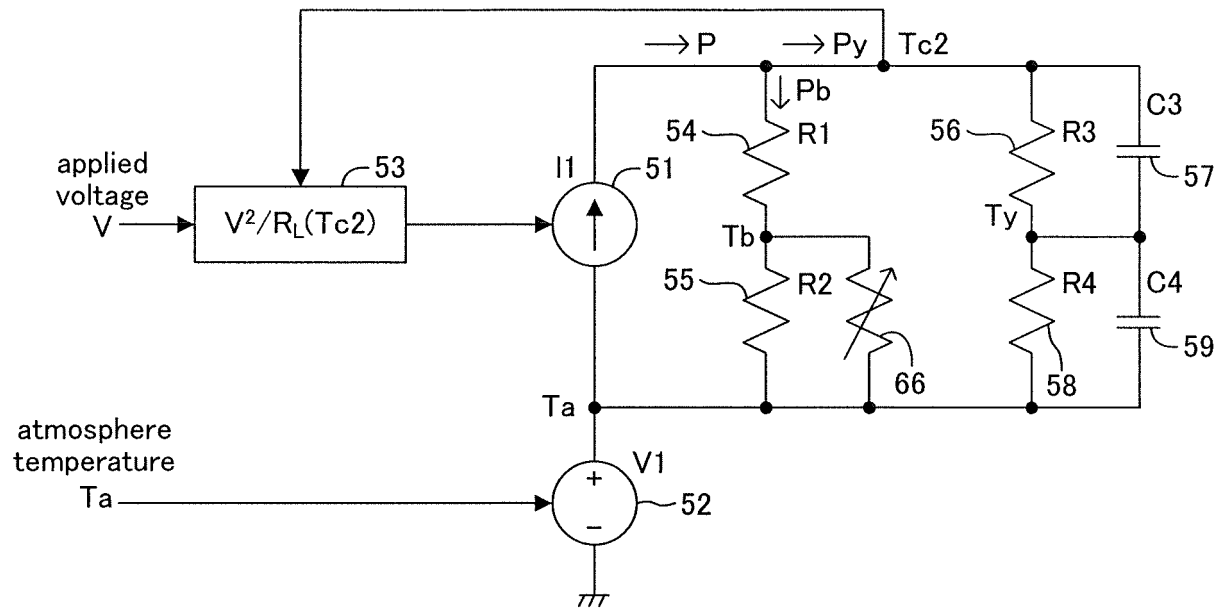 P
Py
Tc2
Pb
C3
54
R1
56
R3
applied
voltage
V
53
I1
51
57
V²/RL(Tc2)
Tb
Ty
55
R2
R4
C4
59
66
58
Ta
atmosphere
temperature
Ta
V1
+
−
52